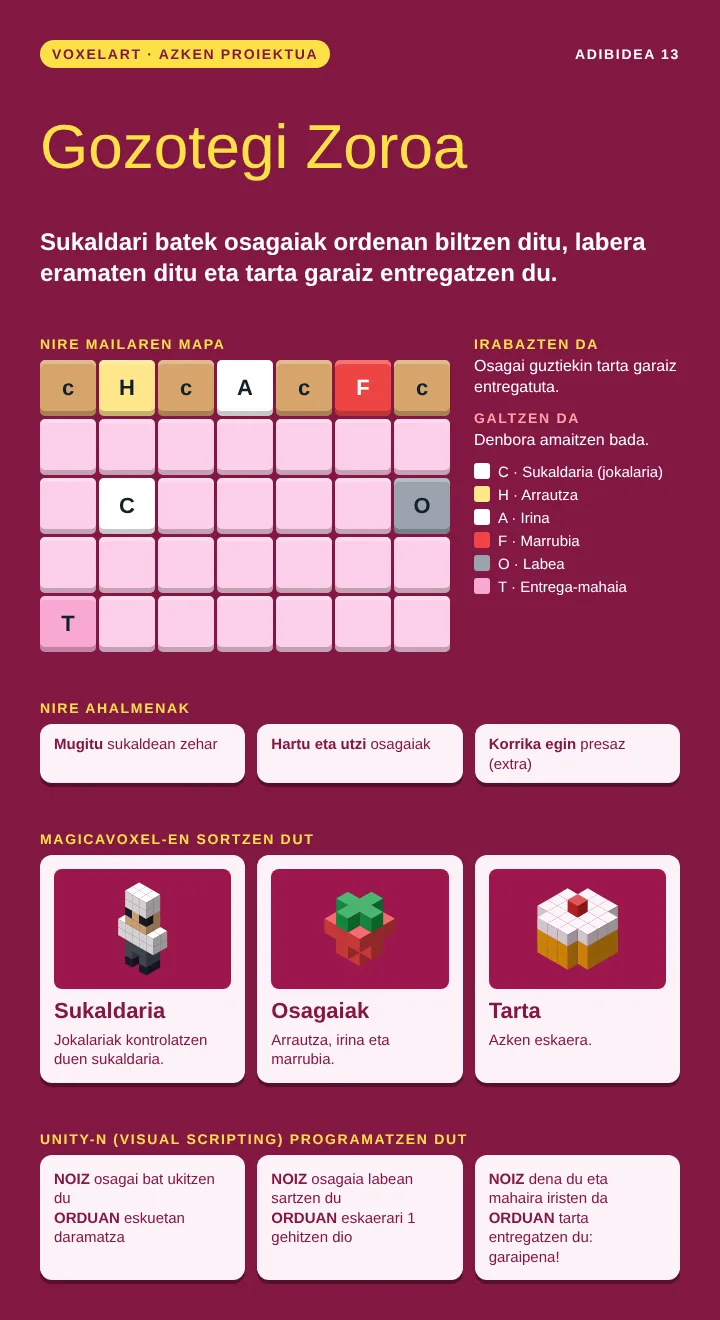 VOXELART · AZKEN PROIEKTUA
ADIBIDEA 13
Gozotegi Zoroa
Sukaldari batek osagaiak ordenan biltzen ditu, labera
eramaten ditu eta tarta garaiz entregatzen du.
NIRE MAILAREN MAPA
c H c A c F c
C O
T
IRABAZTEN DA
Osagai guztiekin tarta garaiz
entregatuta.
GALTZEN DA
Denbora amaitzen bada.
C · Sukaldaria (jokalaria)
H · Arrautza
A · Irina
F · Marrubia
O · Labea
T · Entrega-mahaia
NIRE AHALMENAK
Mugitu sukaldean zehar
Hartu eta utzi osagaiak
Korrika egin presaz
(extra)
MAGICAVOXEL-EN SORTZEN DUT
Sukaldaria
Jokalariak kontrolatzen
duen sukaldaria.
Osagaiak
Arrautza, irina eta
marrubia.
Tarta
Azken eskaera.
UNITY-N (VISUAL SCRIPTING) PROGRAMATZEN DUT
NOIZ osagai bat ukitzen
du
ORDUAN eskuetan
daramatza
NOIZ osagaia labean
sartzen du
ORDUAN eskaerari 1
gehitzen dio
NOIZ dena du eta
mahaira iristen da
ORDUAN tarta
entregatzen du:
garaipena!